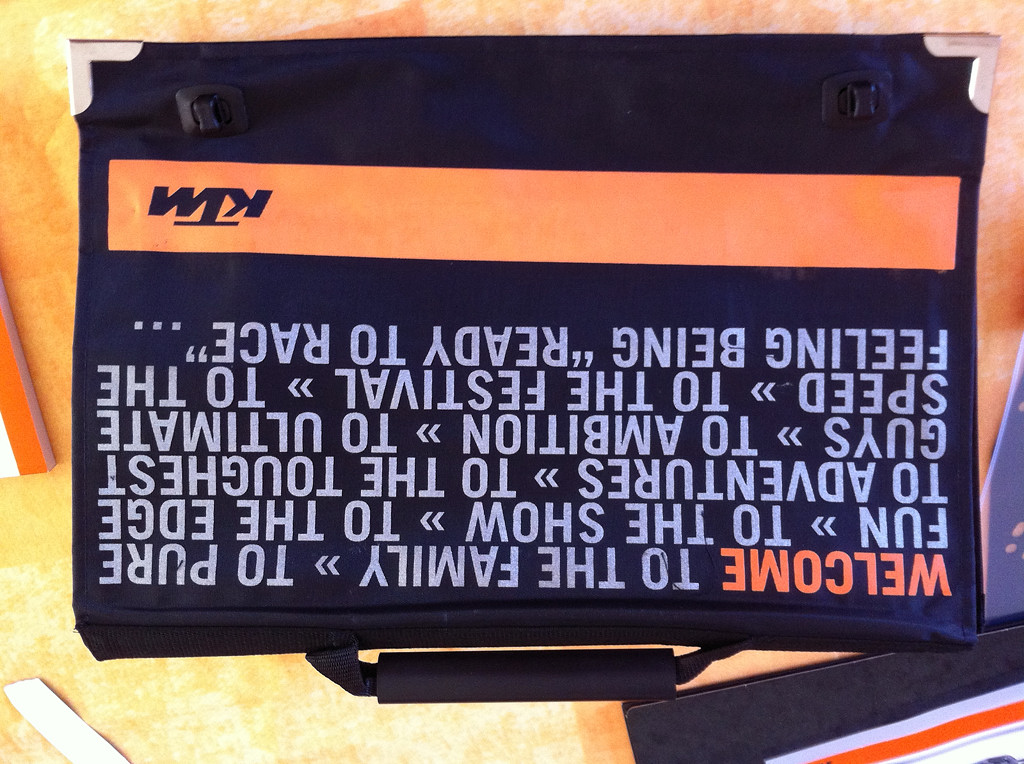 WELCOME TO THE FAMILY » TO PURE
FUN » TO THE SHOW » TO THE EDGE
TO ADVENTURES » TO THE TOUGHEST
GUYS » TO AMBITION » TO ULTIMATE
SPEED » TO THE FESTIVAL » TO THE
FEELING BEING “READY TO RACE” ...
KTM